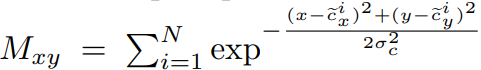 $M_{xy} = \sum_{i=1}^{N} \exp^{-\frac{(x-\tilde{c}_x^i)^2+(y-\tilde{c}_y^i)^2}{2\sigma_c^2}}$